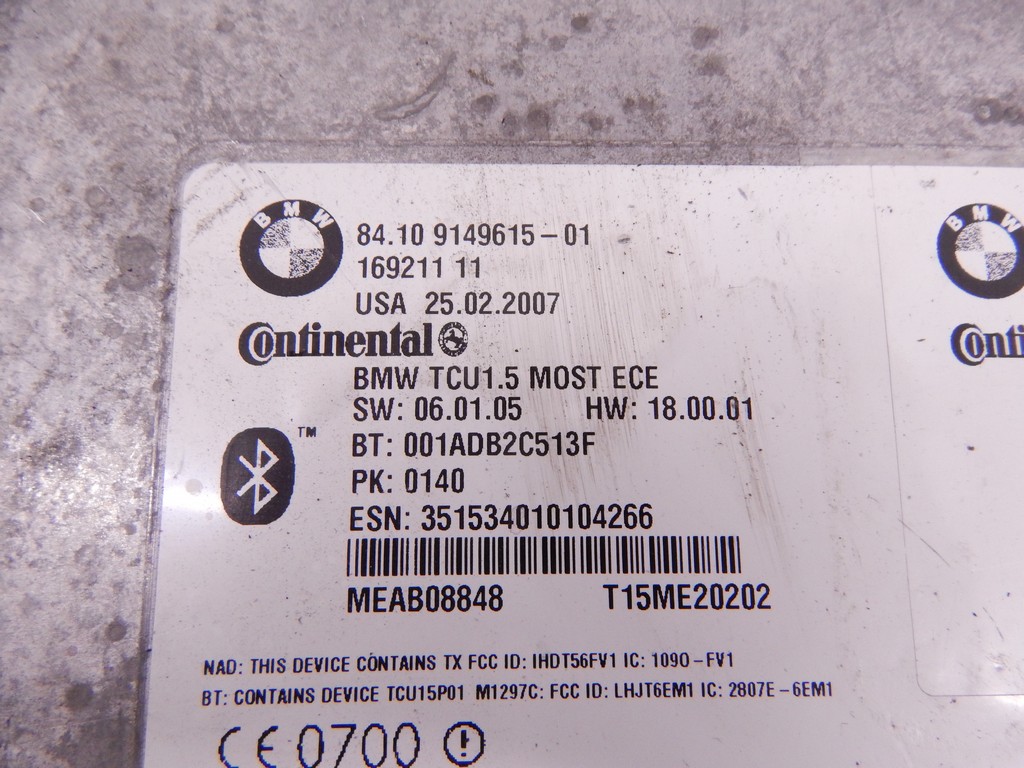 BMW
84.10 9149615-01
169211 11
USA 25.02.2007
Continental
BMW TCU1.5 MOST ECE
SW: 06.01.05 HW: 18.00.01
TM
BT: 001ADB2C513F
PK: 0140
ESN: 351534010104266
MEAB08848 T15ME20202
NAD: THIS DEVICE CONTAINS TX FCC ID: IHDT56FV1 IC: 1090-FV1
BT: CONTAINS DEVICE TCU15P01 M1297C: FCC ID: LHJT6EM1 IC: 2807E-6EM1
CE 0700
BMW
Conti